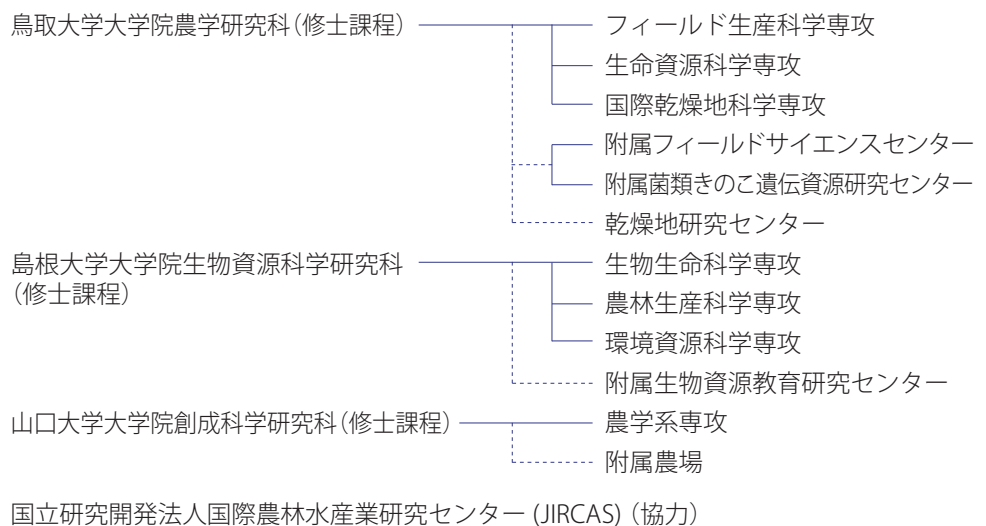 鳥取大学大学院農学研究科（修士課程）
フィールド生産科学専攻
生命資源科学専攻
国際乾燥地科学専攻
附属フィールドサイエンスセンター
附属菌類きのこ遺伝資源研究センター
乾燥地研究センター
島根大学大学院生物資源科学研究科
（修士課程）
生物生命科学専攻
農林生産科学専攻
環境資源科学専攻
附属生物資源教育研究センター
山口大学大学院創成科学研究科（修士課程）
農学系専攻
附属農場
国立研究開発法人国際農林水産業研究センター (JIRCAS)（協力）